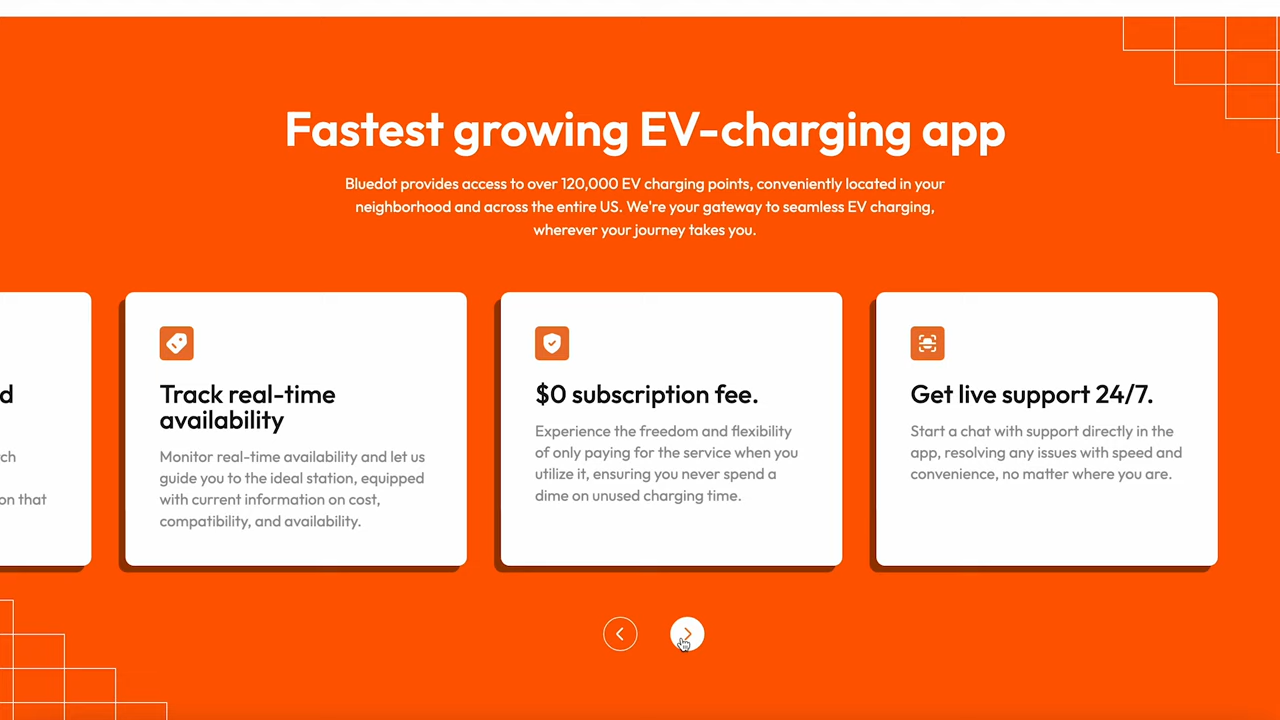 Fastest growing EV-charging app
Bluedot provides access to over 120,000 EV charging points, conveniently located in your
neighborhood and across the entire US. We're your gateway to seamless EV charging,
wherever your journey takes you.
d
ch
on that
Track real-time
availability
Monitor real-time availability and let us
guide you to the ideal station, equipped
with current information on cost,
compatibility, and availability.
$0 subscription fee.
Experience the freedom and flexibility
of only paying for the service when you
utilize it, ensuring you never spend a
dime on unused charging time.
Get live support 24/7.
Start a chat with support directly in the
app, resolving any issues with speed and
convenience, no matter where you are.